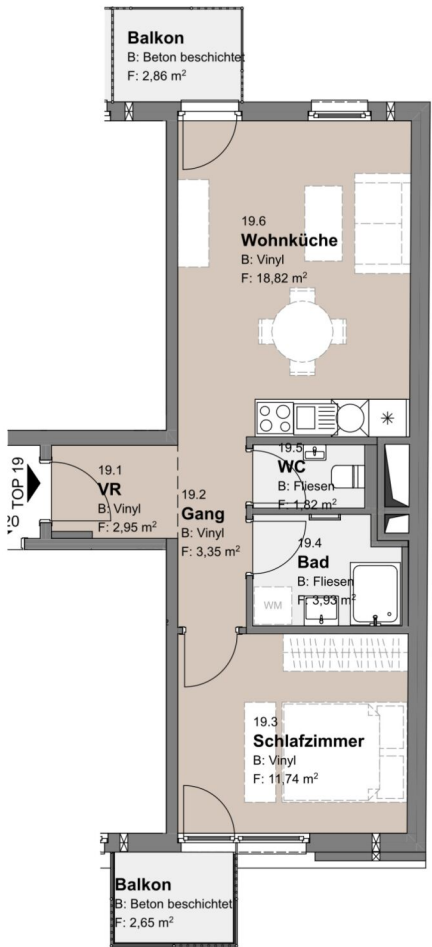 Balkon
B: Beton beschichtet
F: 2,86 m²
19.6
Wohnküche
B: Vinyl
F: 18,82 m²
19.5
WC
B: Fliesen
F: 1,82 m²
TOP 19
20
19.1
VR
B: Vinyl
F: 2,95 m²
19.2
Gang
B: Vinyl
F: 3,35 m²
19.4
Bad
B: Fliesen
F: 3,93 m²
WM
19.3
Schlafzimmer
B: Vinyl
F: 11,74 m²
Balkon
B: Beton beschichtet
F: 2,65 m²